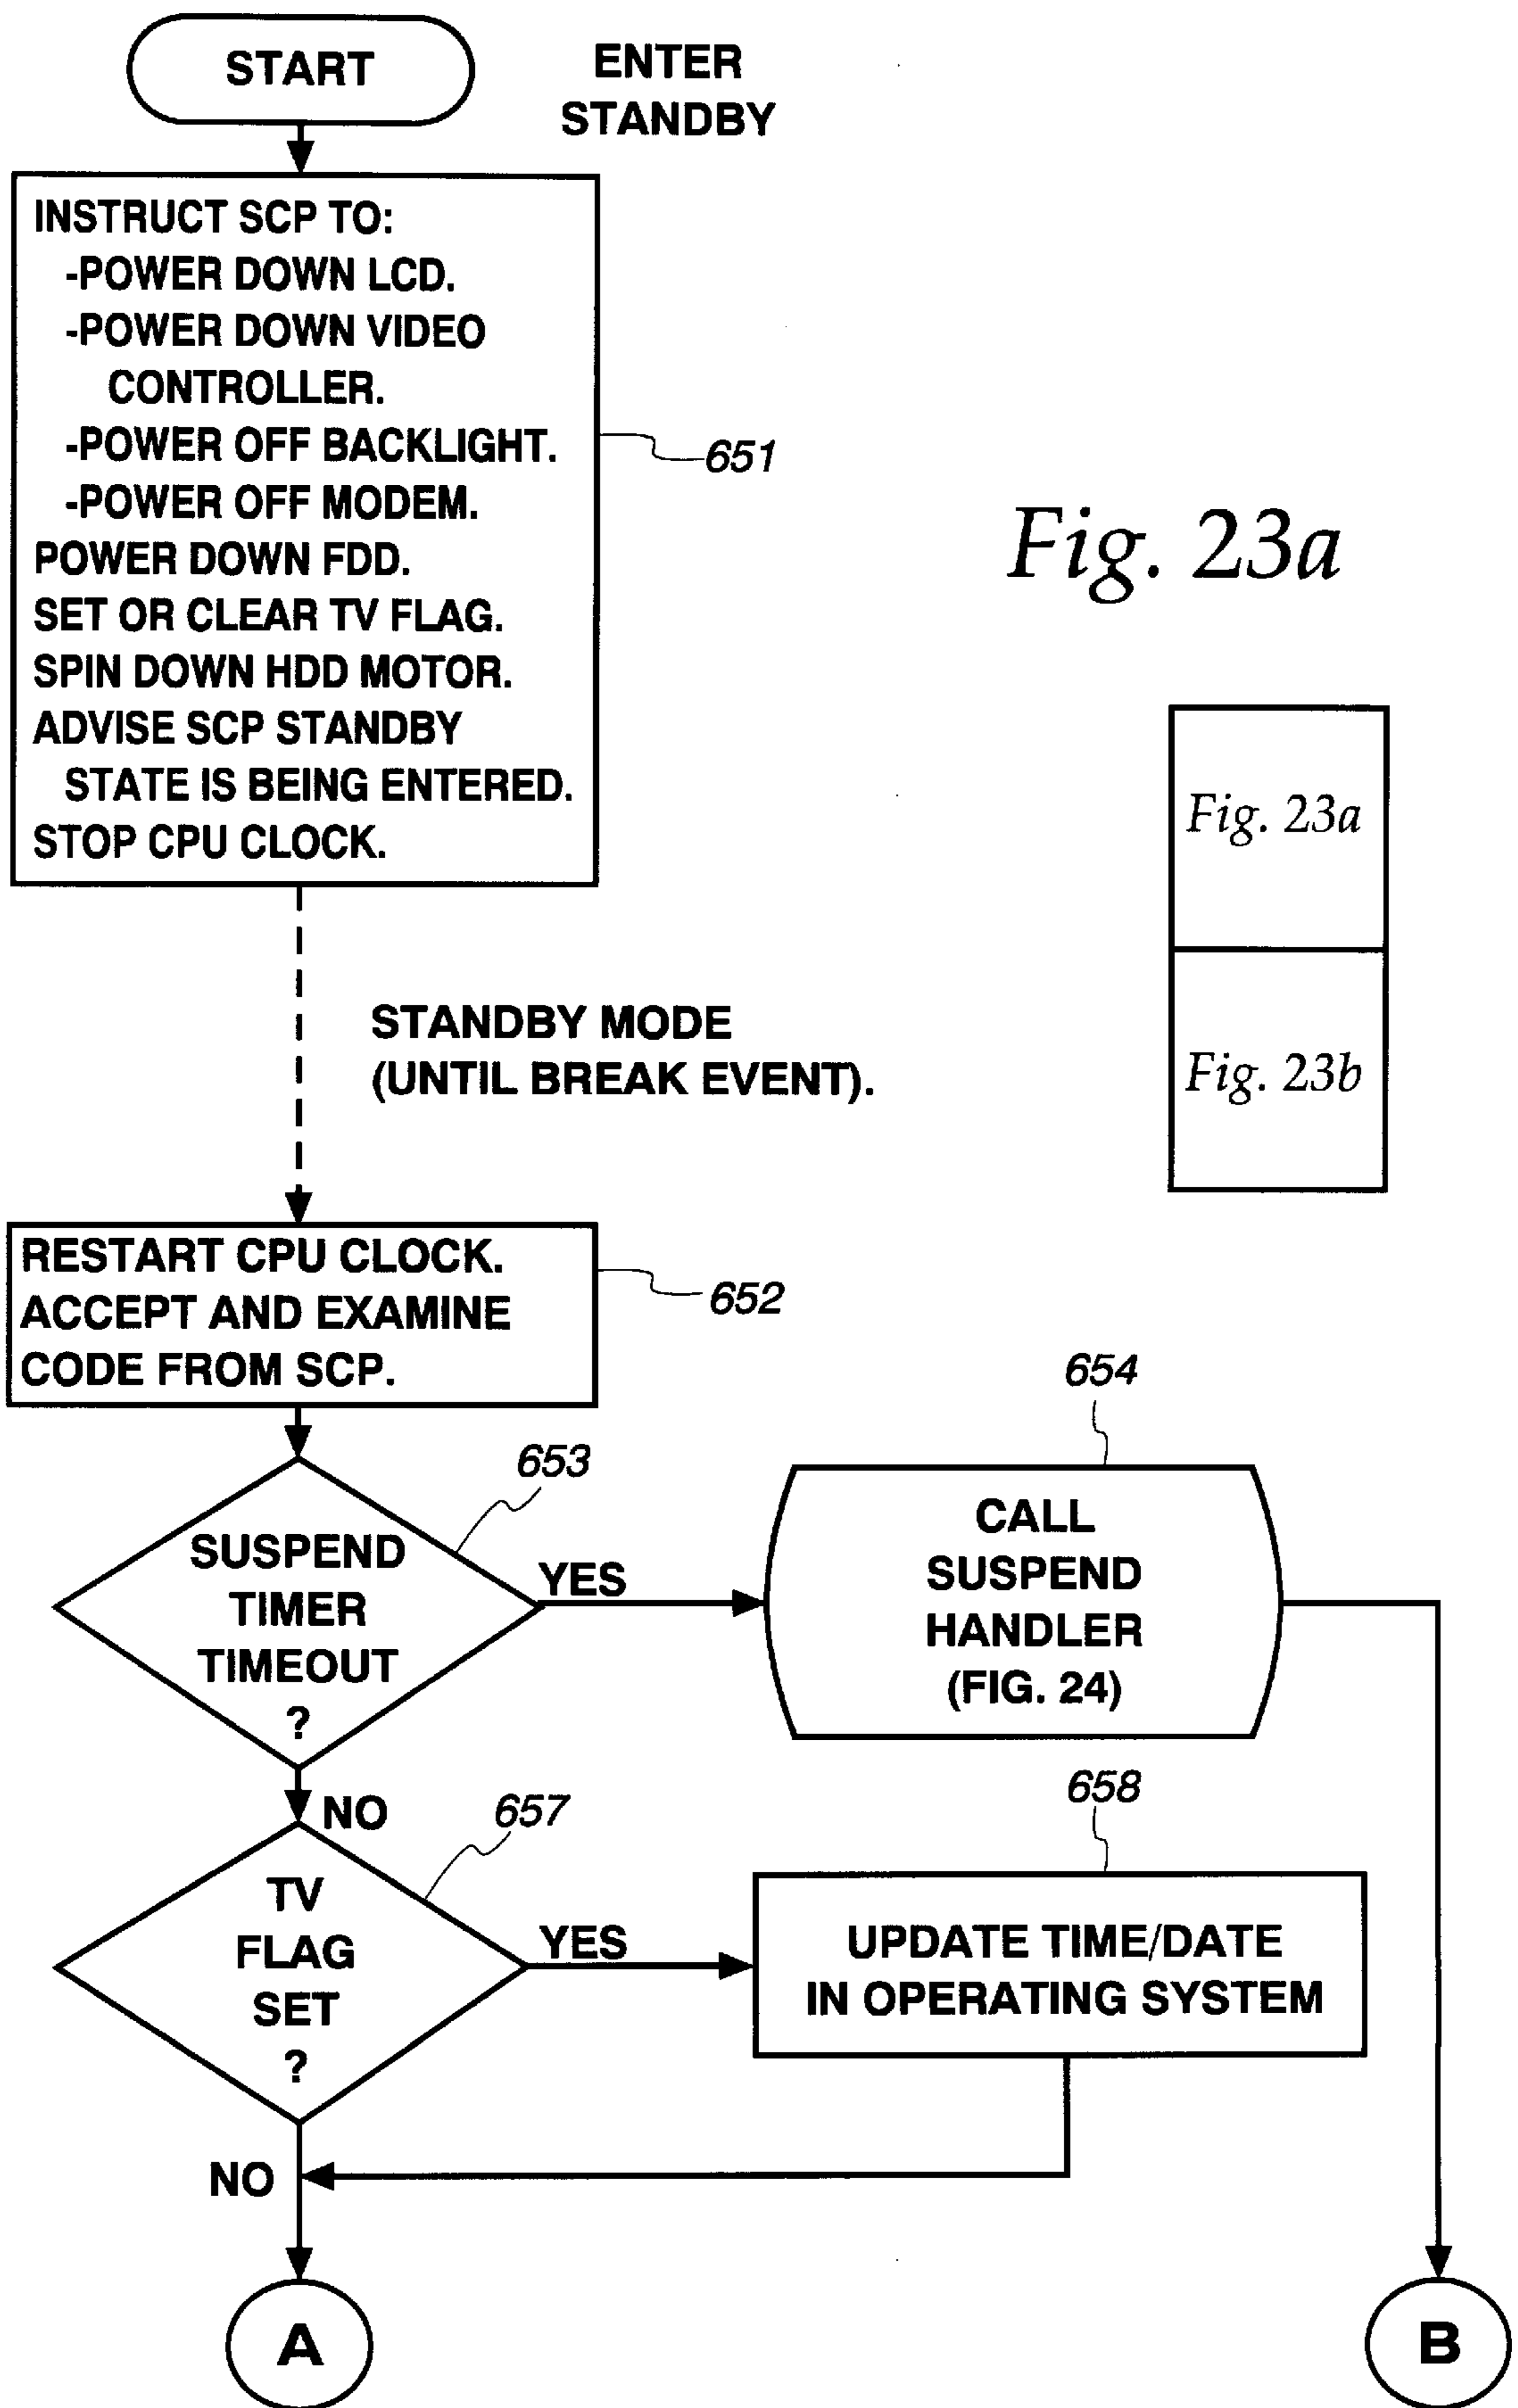 START
ENTER
STANDBY
INSTRUCT SCP TO:
-POWER DOWN LCD.
-POWER DOWN VIDEO
CONTROLLER.
-POWER OFF BACKLIGHT.
-POWER OFF MODEM.
POWER DOWN FDD.
SET OR CLEAR TV FLAG.
SPIN DOWN HDD MOTOR.
ADVISE SCP STANDBY
STATE IS BEING ENTERED.
STOP CPU CLOCK.
651
Fig. 23a
Fig. 23a
Fig. 23b
STANDBY MODE
(UNTIL BREAK EVENT).
RESTART CPU CLOCK.
ACCEPT AND EXAMINE
CODE FROM SCP.
652
653
SUSPEND
TIMER
TIMEOUT
?
YES
654
CALL
SUSPEND
HANDLER
(FIG. 24)
NO
657
TV
FLAG
SET
?
YES
658
UPDATE TIME/DATE
IN OPERATING SYSTEM
NO
A
B